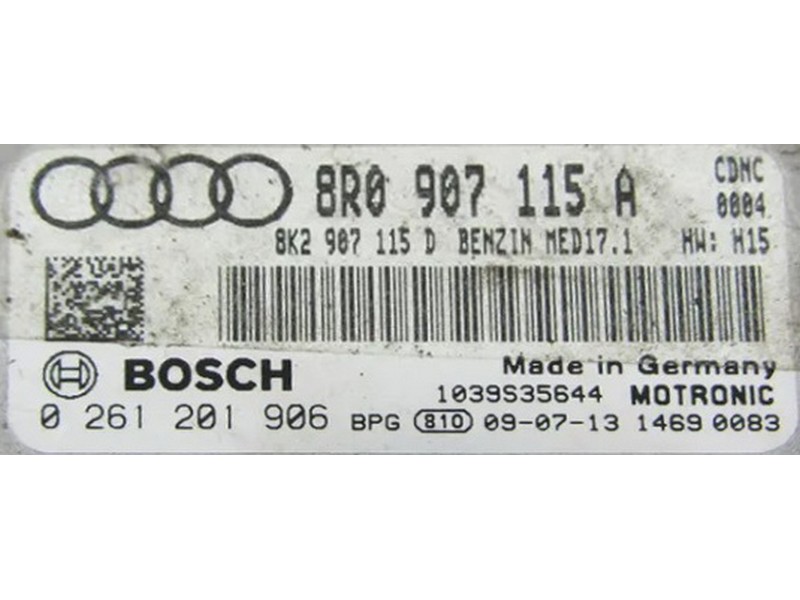 8R0 907 115 A CDNC
0004
8K2 907 115 D BENZIN MED17.1 HW: H15
BOSCH Made in Germany
1039S35644 MOTRONIC
0 261 201 906 BPG 810 09-07-13 1469 0083